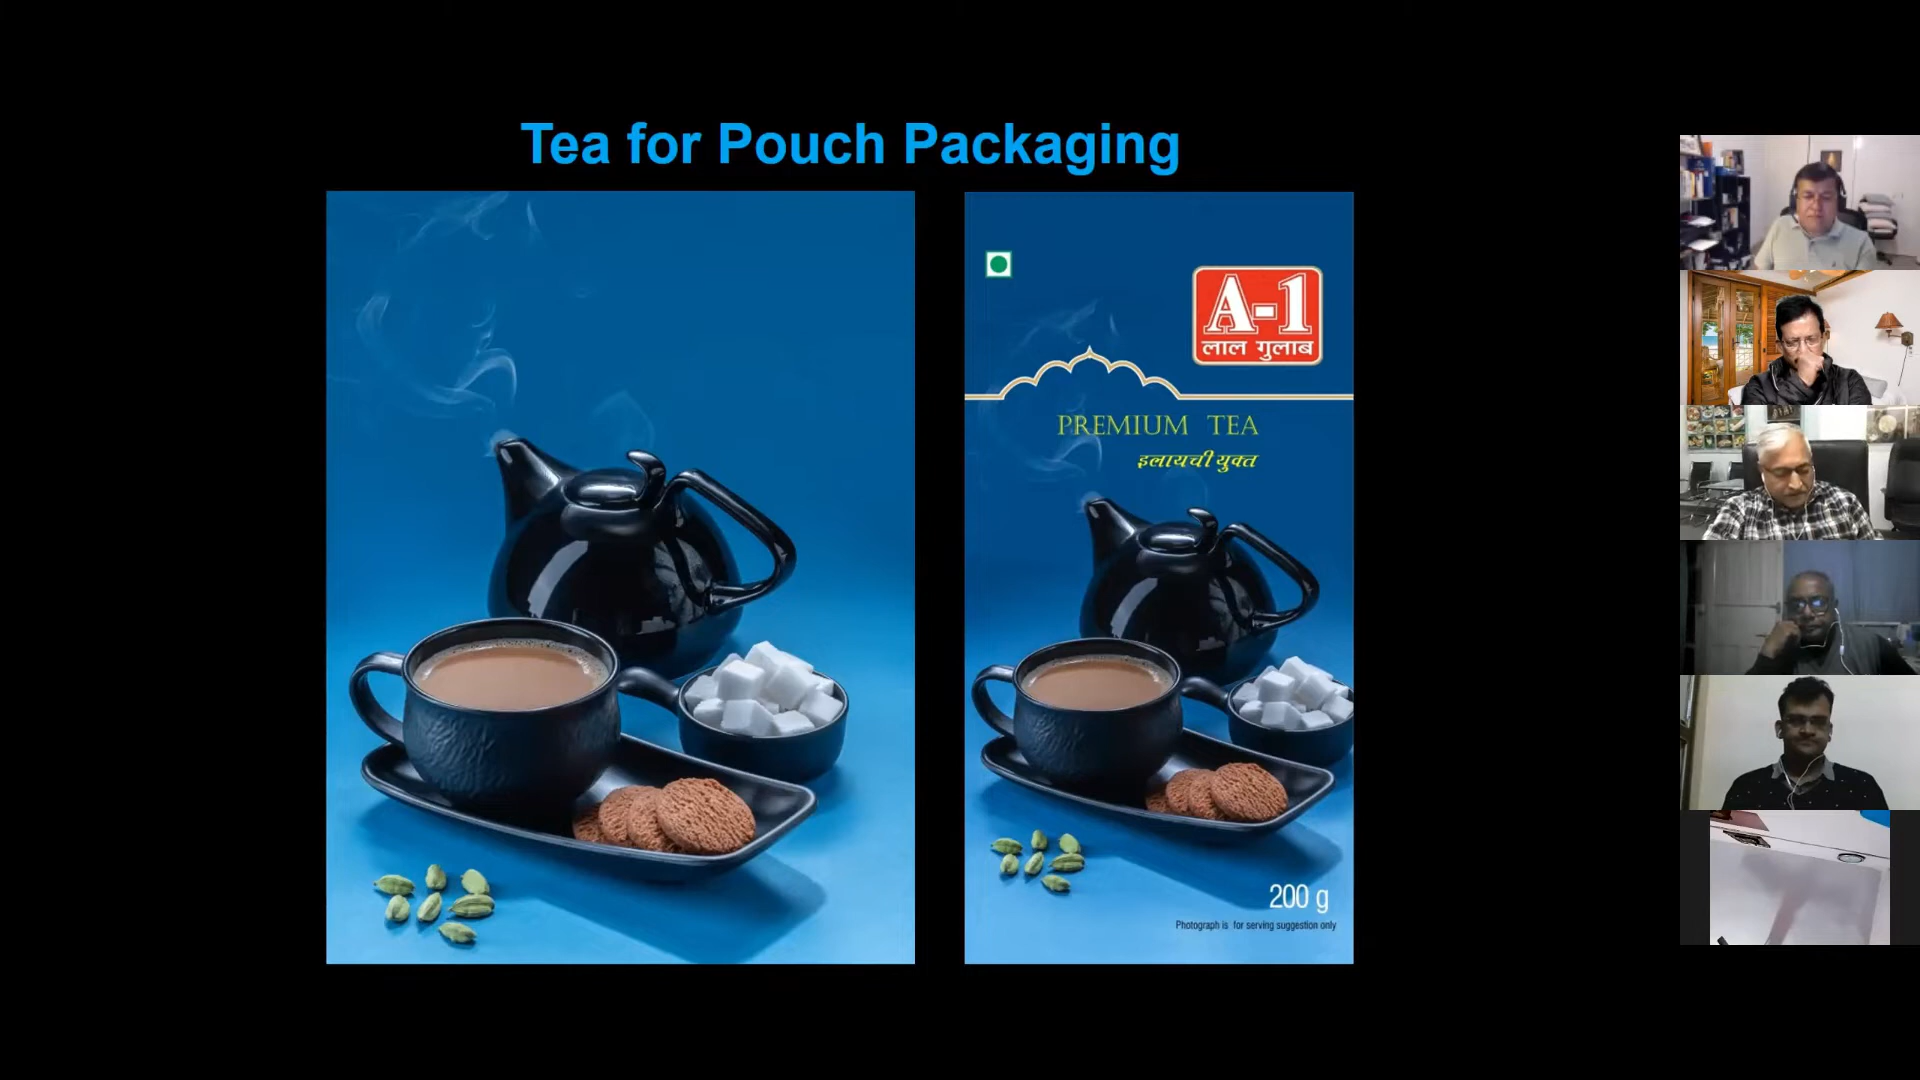 Tea for Pouch Packaging
A-1
लाल गुलाब
PREMIUM TEA
इलायची युक्त
200 g
Photograph is for serving suggestion only